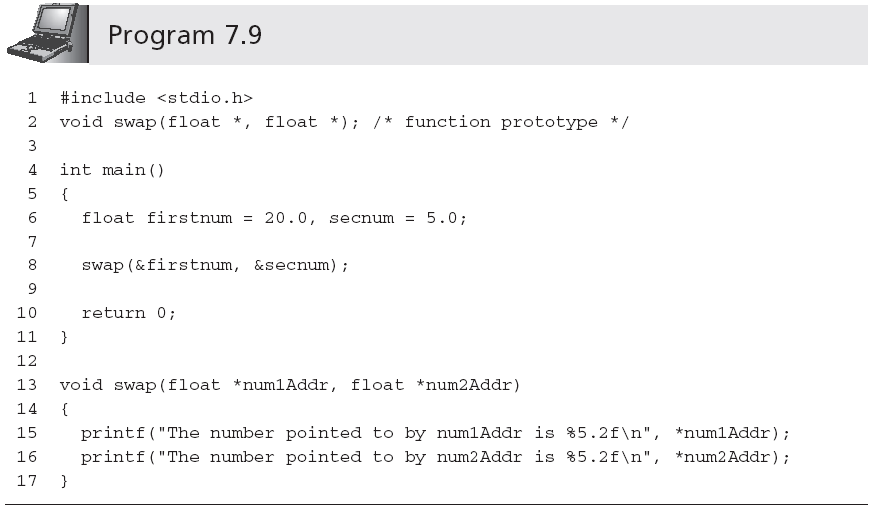 Program 7.9
1 #include <stdio.h>
2 void swap(float *, float *); /* function prototype */
3
4 int main()
5 {
6   float firstnum = 20.0, secnum = 5.0;
7
8   swap(&firstnum, &secnum);
9
10   return 0;
11 }
12
13 void swap(float *num1Addr, float *num2Addr)
14 {
15   printf("The number pointed to by num1Addr is %5.2f\n", *num1Addr);
16   printf("The number pointed to by num2Addr is %5.2f\n", *num2Addr);
17 }